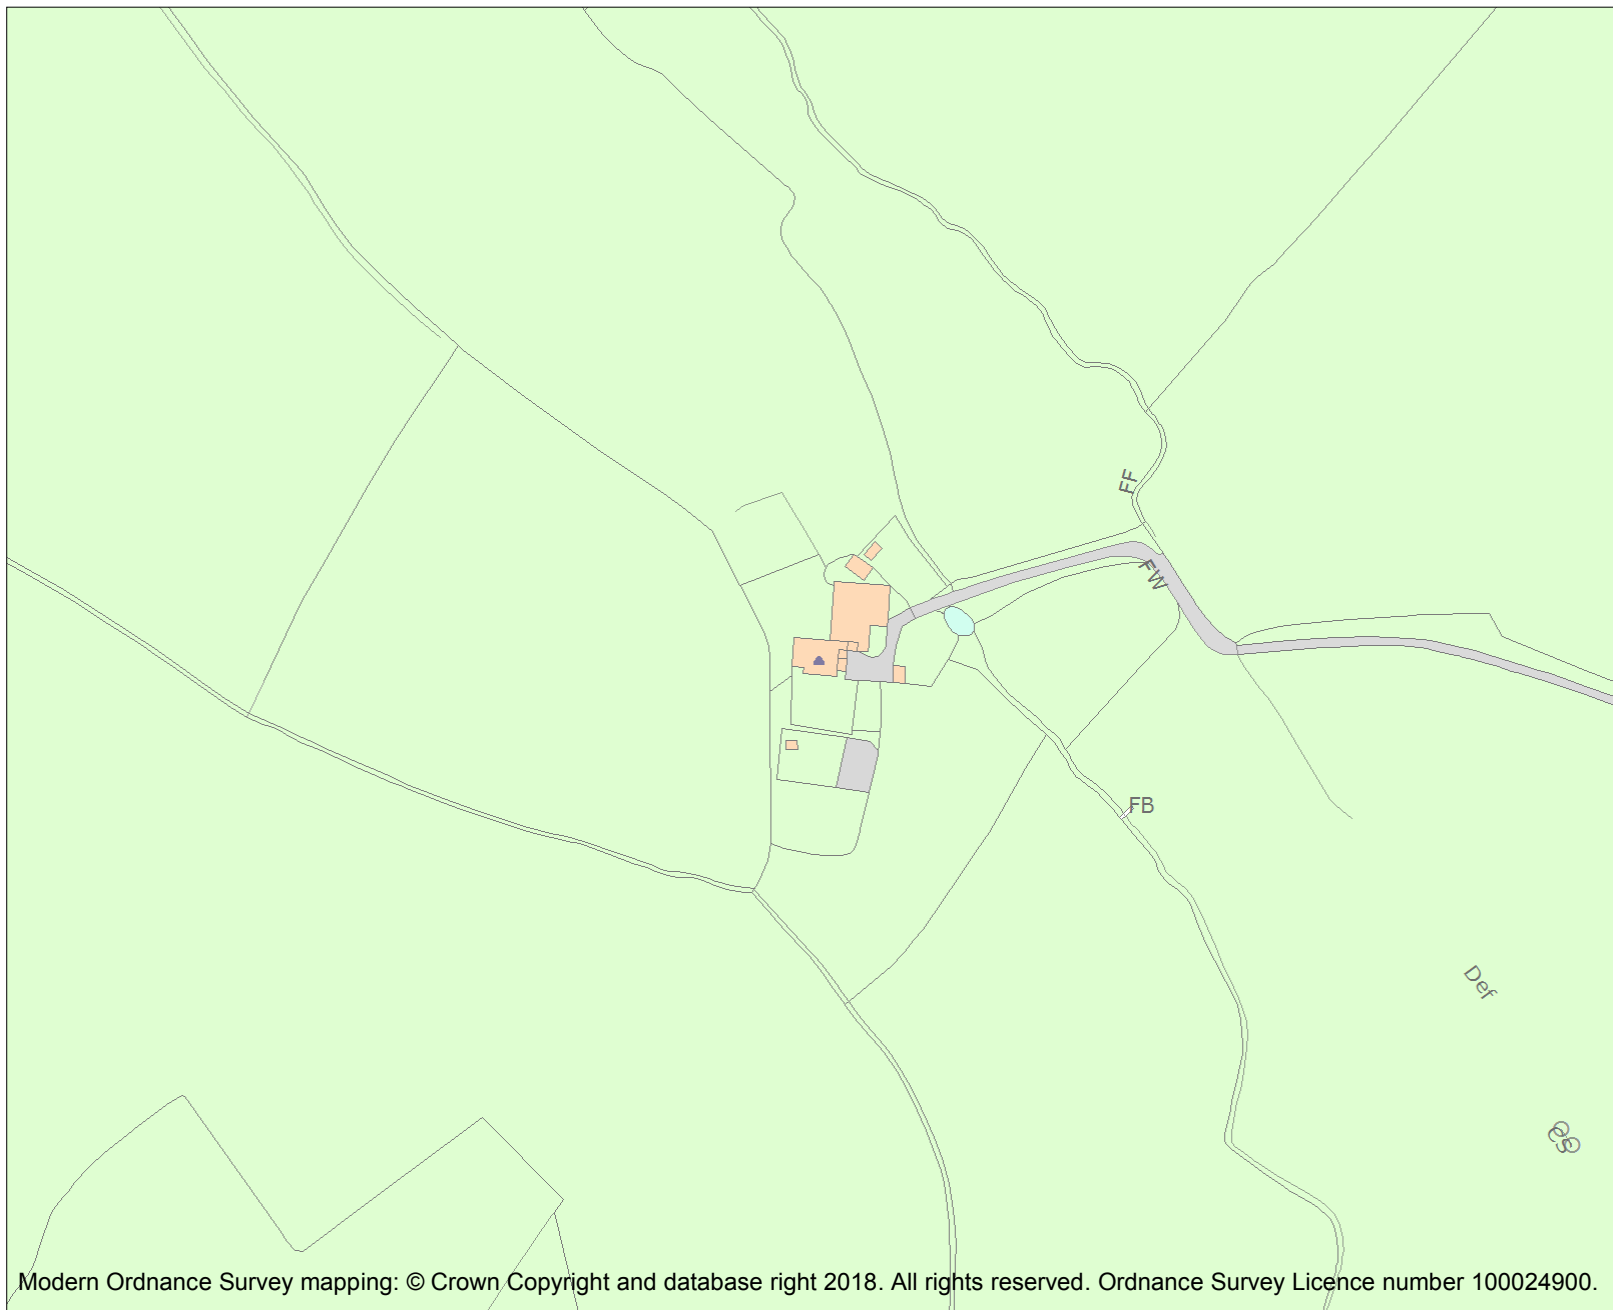 FF
FW
FB
Def
CS
Modern Ordnance Survey mapping: © Crown Copyright and database right 2018. All rights reserved. Ordnance Survey Licence number 100024900.